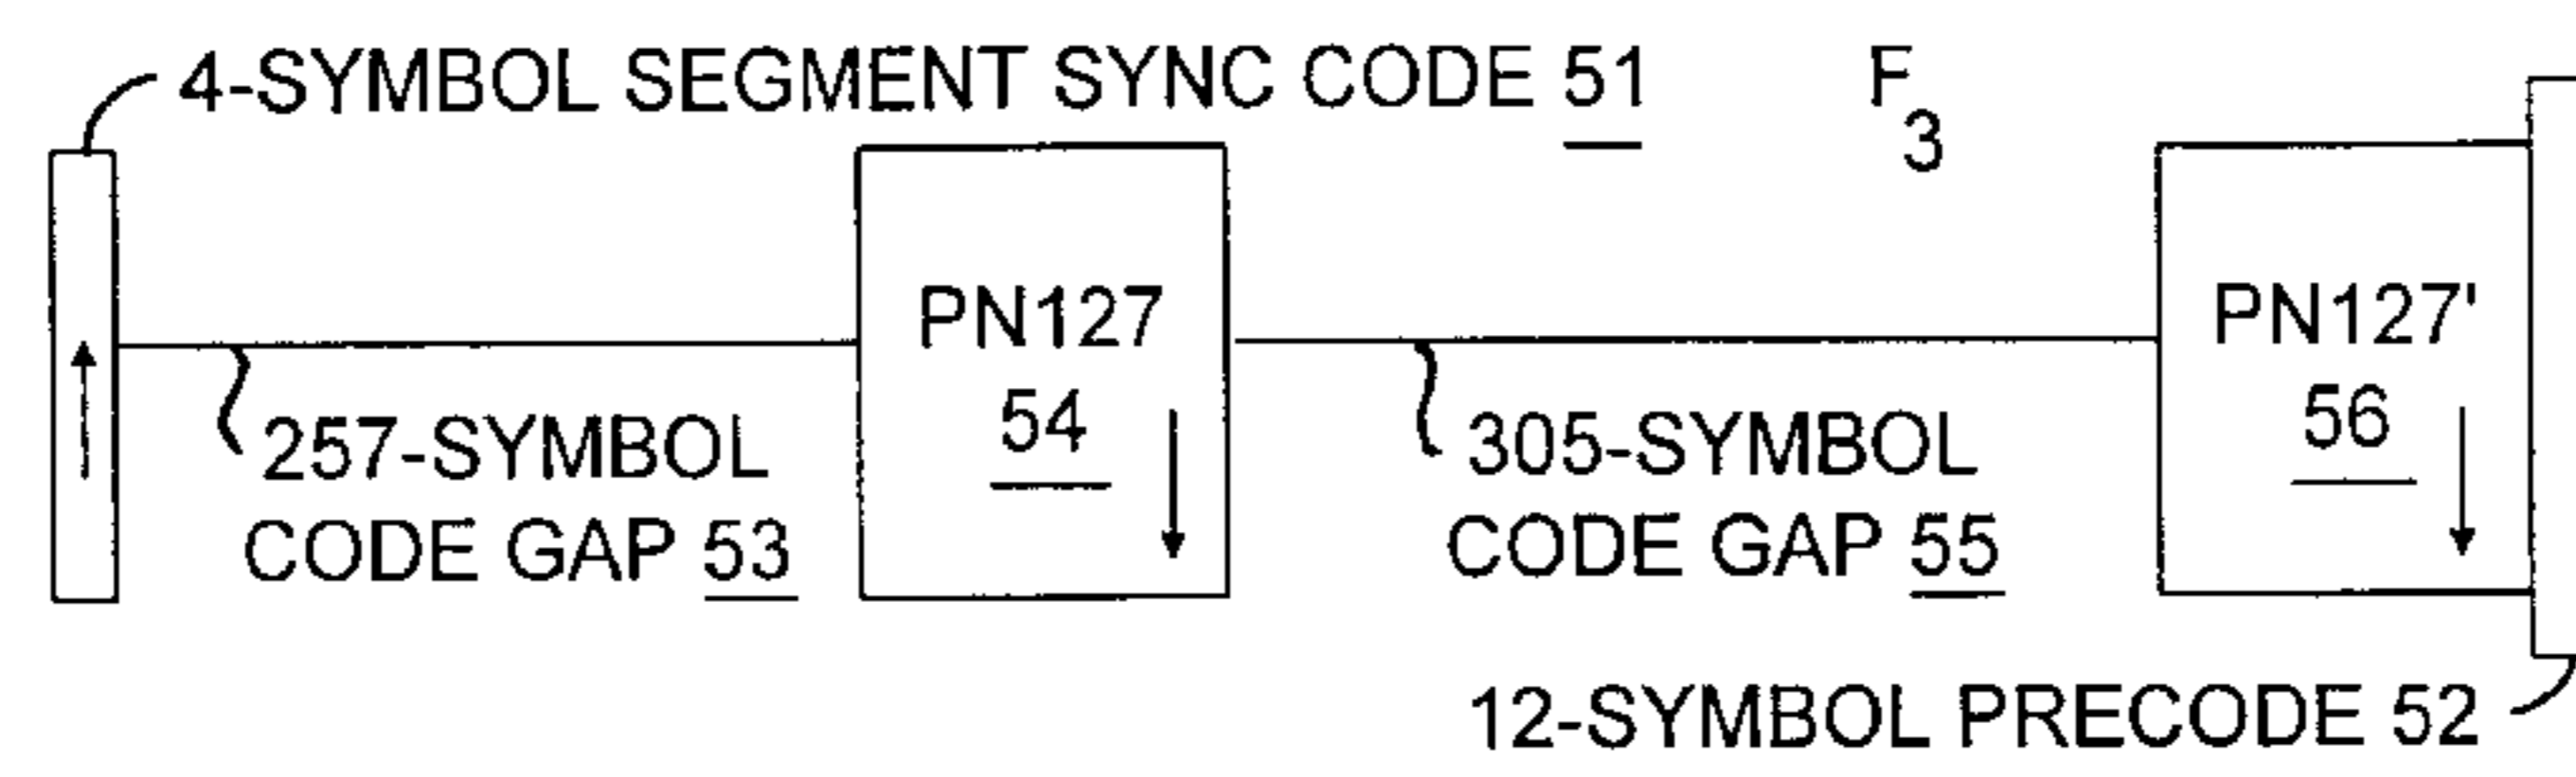 4-SYMBOL SEGMENT SYNC CODE 51
F
3
PN127
54
PN127'
56
257-SYMBOL
CODE GAP 53
305-SYMBOL
CODE GAP 55
12-SYMBOL PRECODE 52